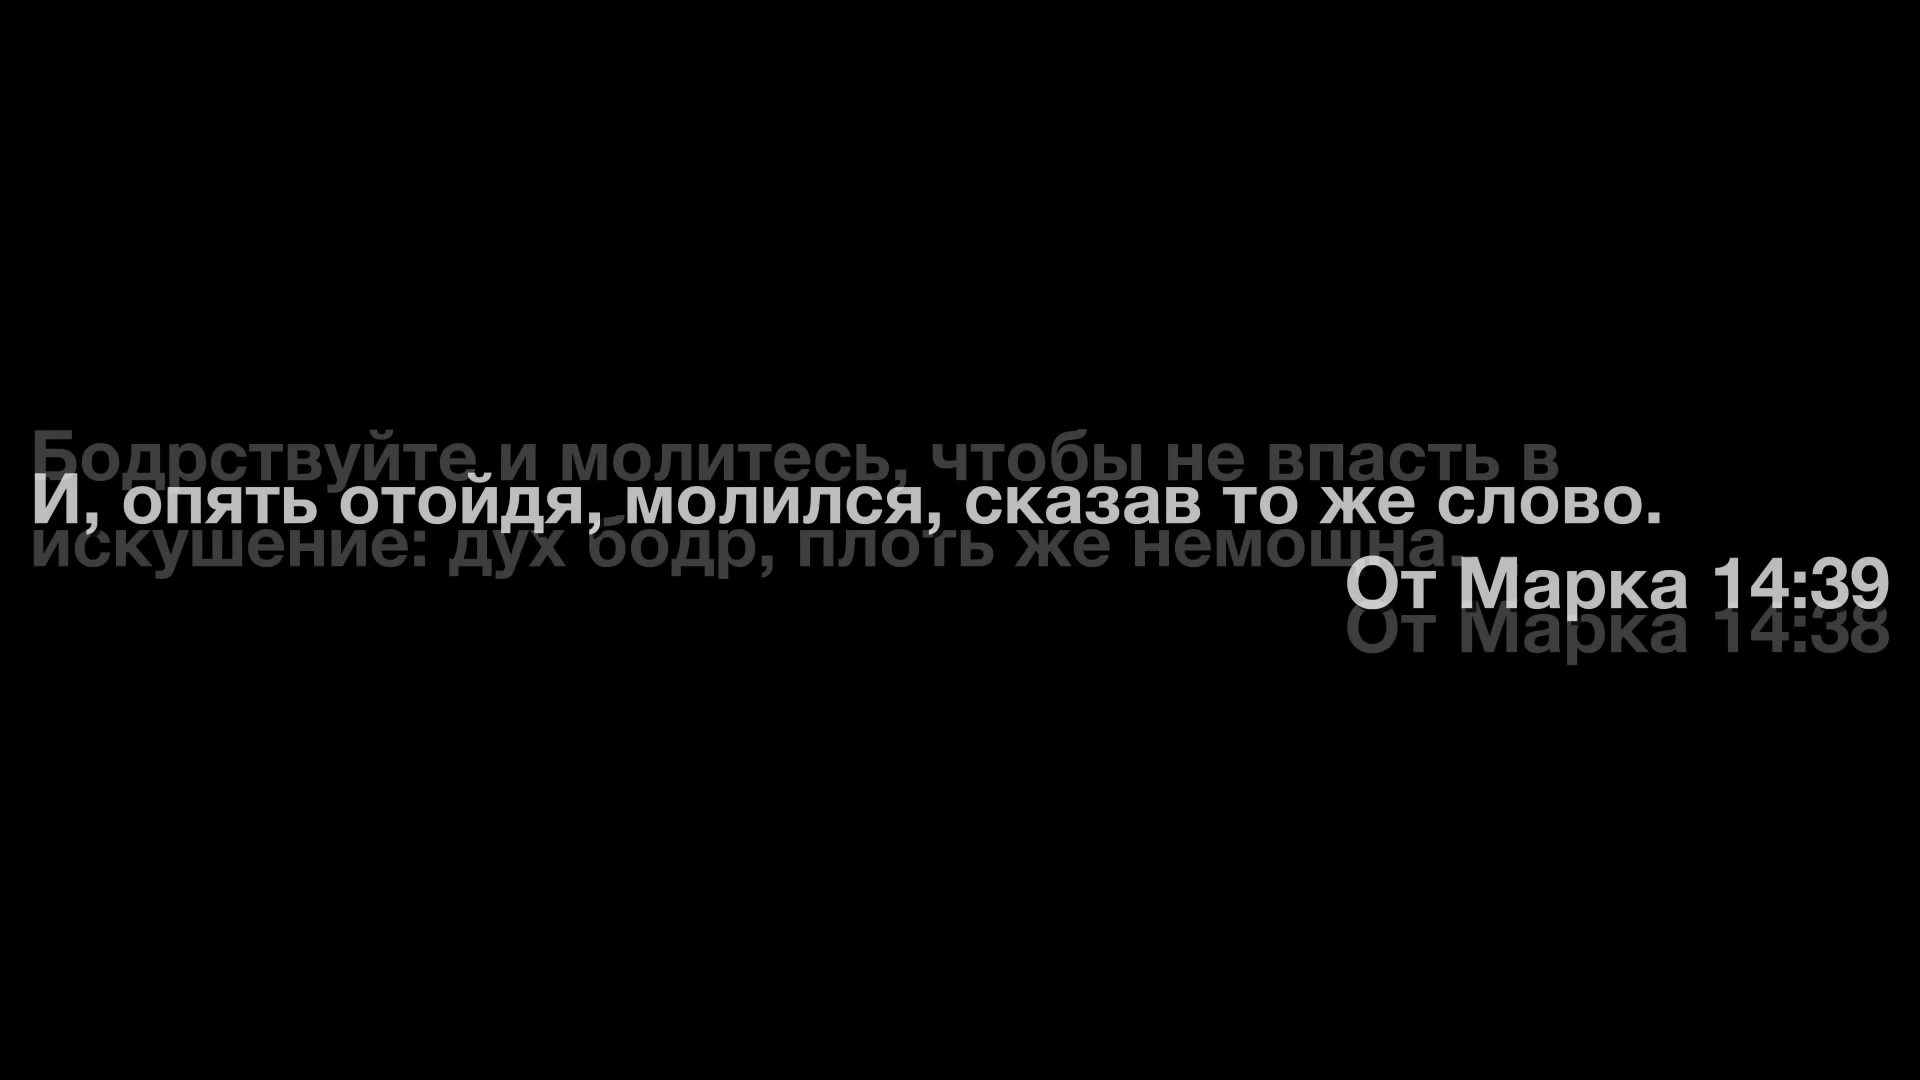 Бодрствуйте и молитесь, чтобы не впасть в
И, опять отойдя, молился, сказав то же слово.
искушение: дух бодр, плоть же немощна.
От Марка 14:39
От Марка 14:38